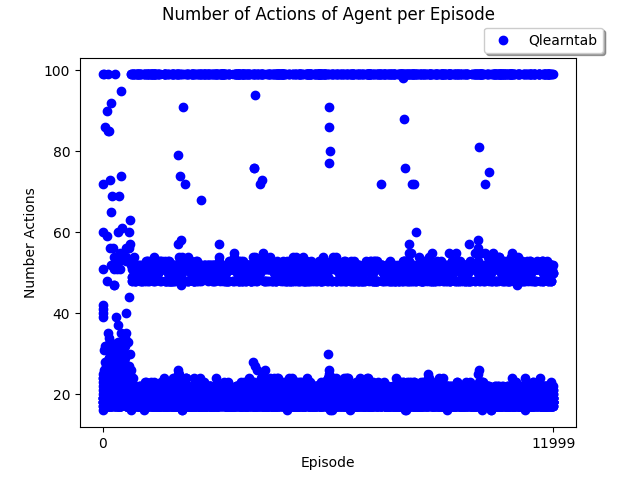 Number of Actions of Agent per Episode
Qlearntab
100
80
60
40
20
Number Actions
0
11999
Episode